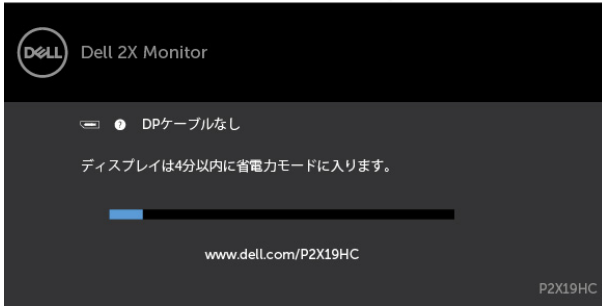 DELL Dell 2X Monitor
? DPケーブルなし
ディスプレイは4分以内に省電力モードに入ります。
www.dell.com/P2X19HC
P2X19HC